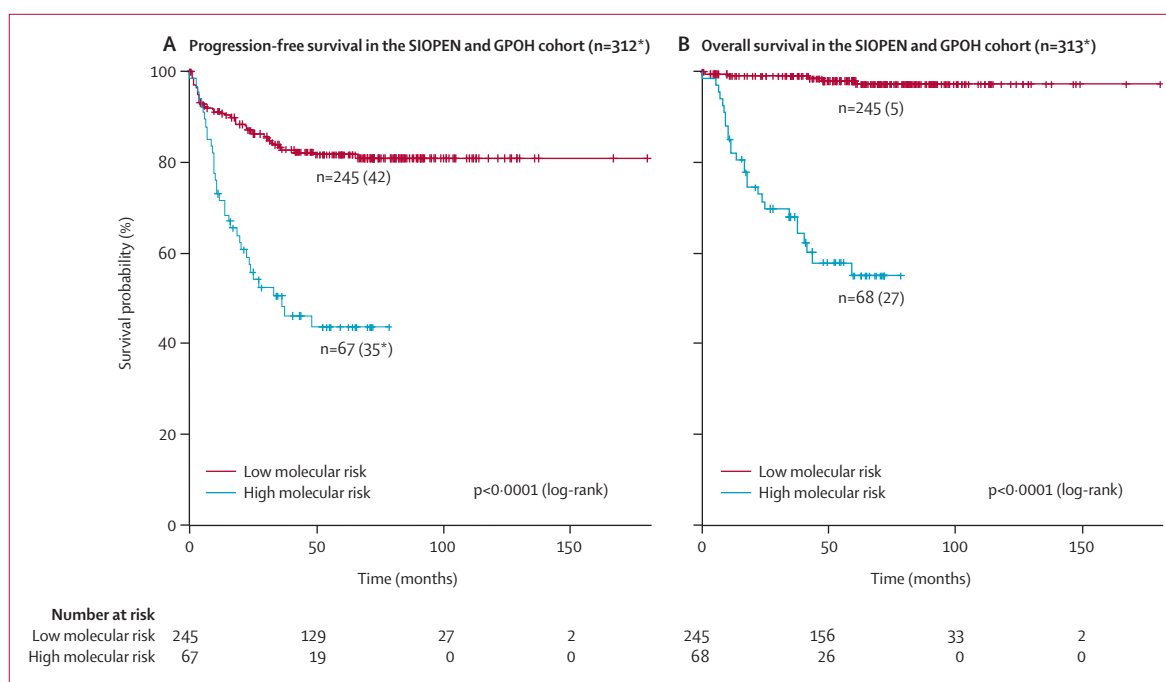 A Progression-free survival in the SIOPEN and GPOH cohort (n=312*)
100
80
60
40
20
0
Survival probability (%)
n=245 (42)
n=67 (35*)
Low molecular risk
High molecular risk
p<0·0001 (log-rank)
0 50 100 150
Time (months)
B Overall survival in the SIOPEN and GPOH cohort (n=313*)
n=245 (5)
n=68 (27)
Low molecular risk
High molecular risk
p<0·0001 (log-rank)
0 50 100 150
Time (months)
Number at risk
Low molecular risk 245 129 27 2 245 156 33 2
High molecular risk 67 19 0 0 68 26 0 0